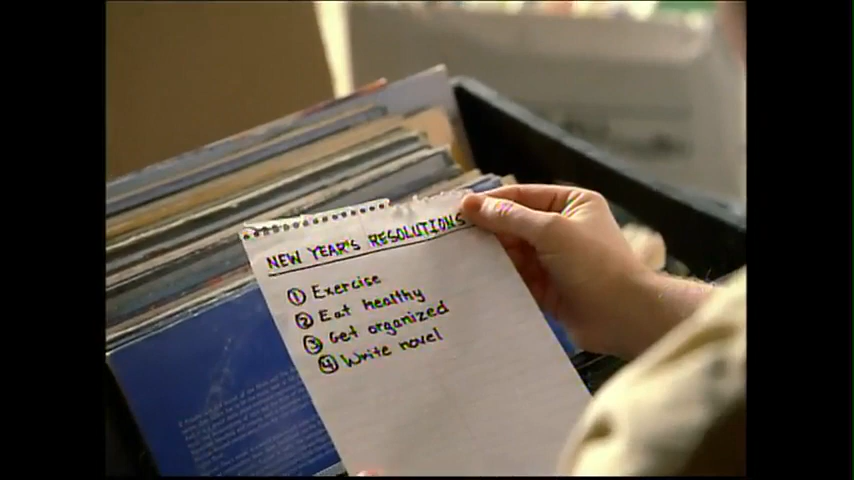 NEW YEAR'S RESOLUTIONS
1 Exercise
2 Eat healthy
3 Get organized
4 Write novel